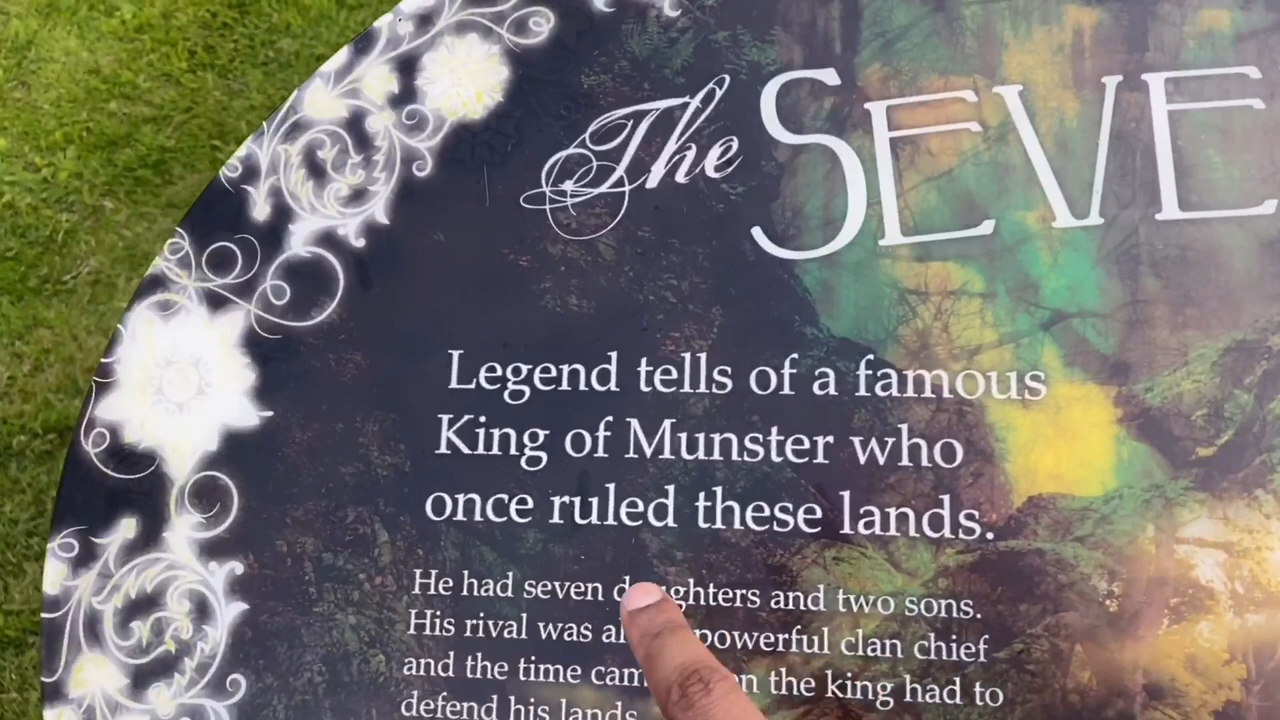 The SEVE
Legend tells of a famous
King of Munster who
once ruled these lands.
He had seven daughters and two sons.
His rival was powerful clan chief
and the time the king had to
defend his lands.